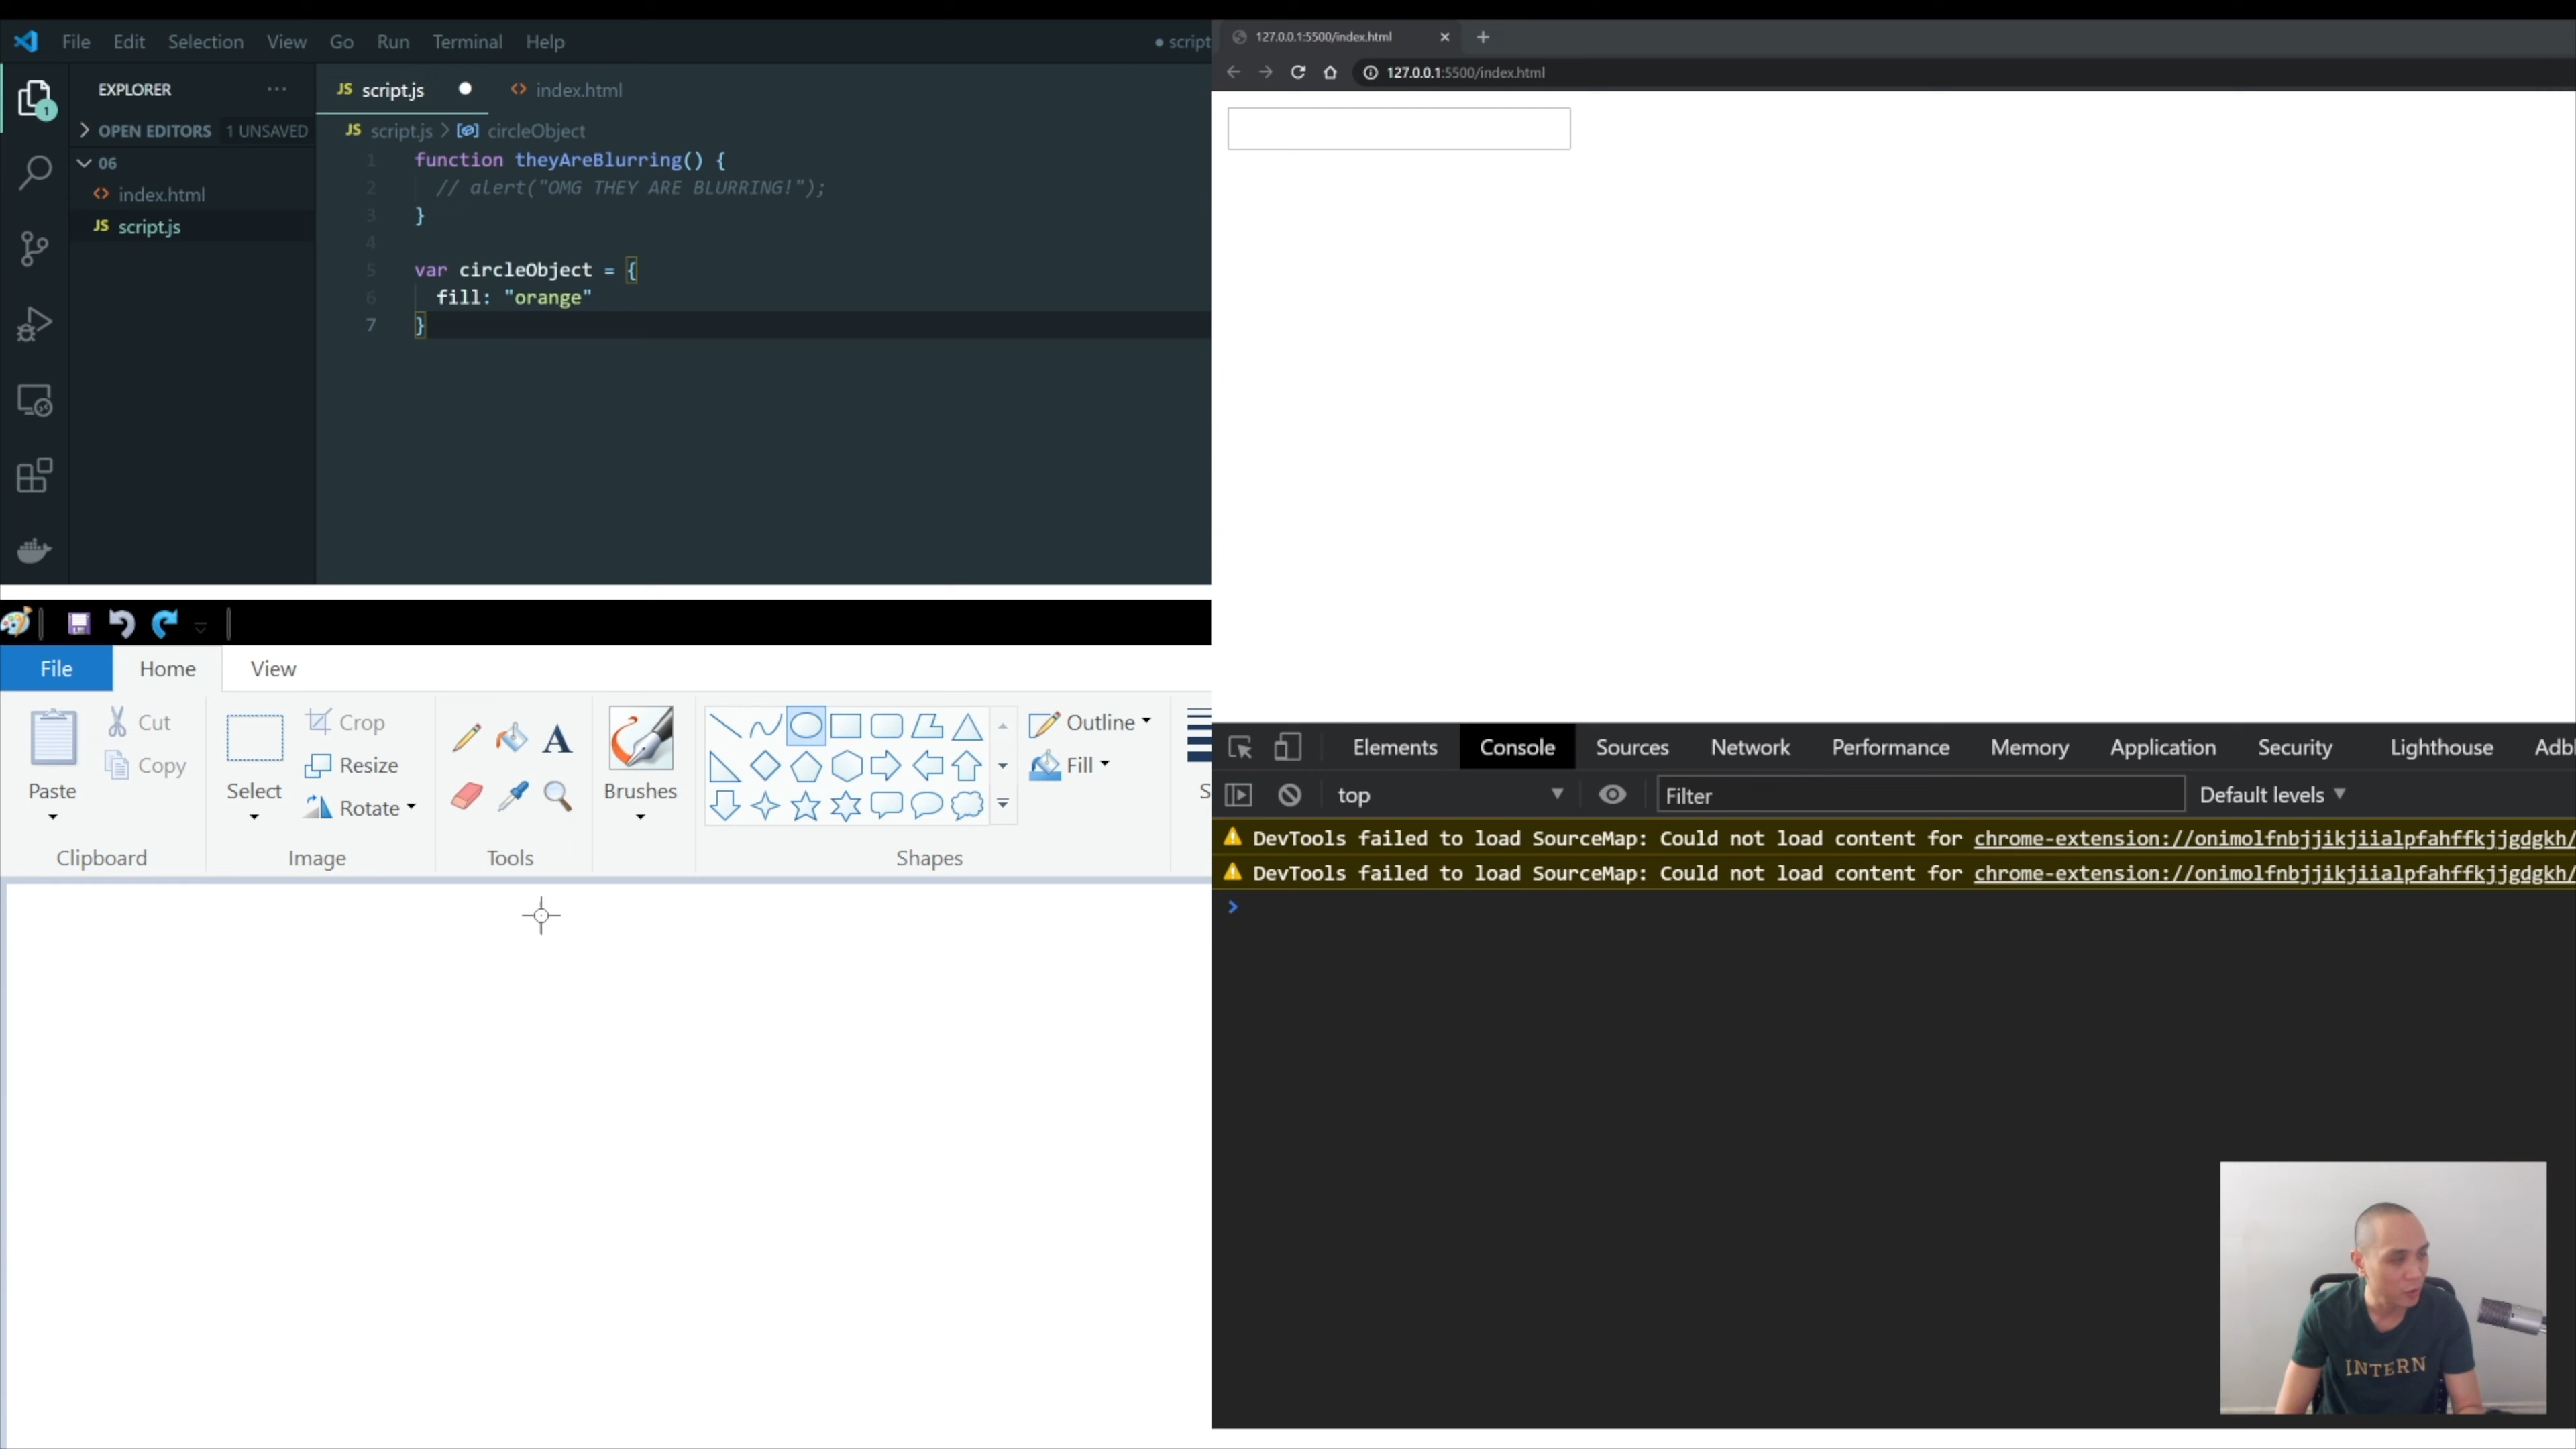 File Edit Selection View Go Run Terminal Help
● script
EXPLORER ···
1
OPEN EDITORS 1 UNSAVED
06
<> index.html
JS script.js
JS script.js ● <> index.html
JS script.js > circleObject
1 function theyAreBlurring() {
2 // alert("OMG THEY ARE BLURRING!");
3 }
4
5 var circleObject = {
6 fill: "orange"
7 }
127.0.0.1:5500/index.html
127.0.0.1:5500/index.html
File Home View
Paste
Cut
Copy
Clipboard
Select
Crop
Resize
Rotate
Image
A
Tools
Brushes
Shapes
Outline
Fill
S
Elements Console Sources Network Performance Memory Application Security Lighthouse Adb
top Filter Default levels
DevTools failed to load SourceMap: Could not load content for chrome-extension://onimolfnbjjikjiialpfahffkjjgdgkh/
DevTools failed to load SourceMap: Could not load content for chrome-extension://onimolfnbjjikjiialpfahffkjjgdgkh/
>
INTERN